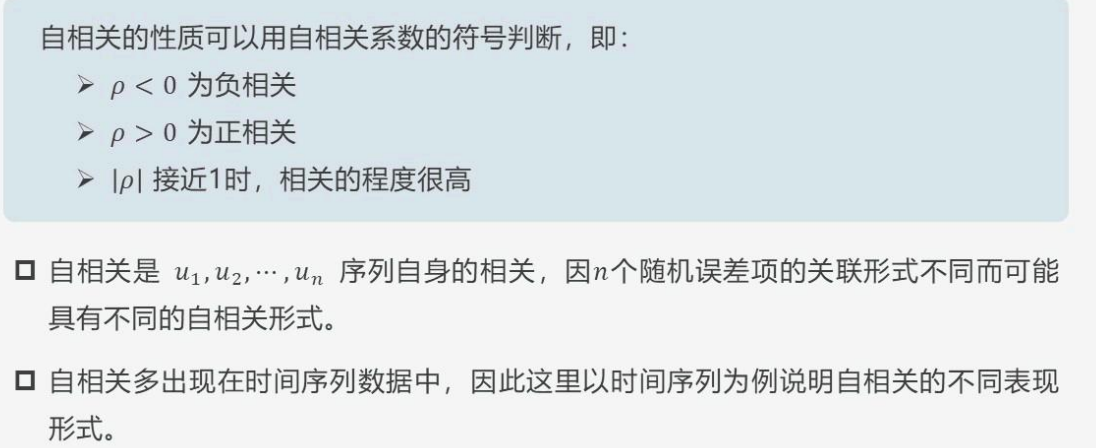 自相关的性质可以用自相关系数的符号判断，即：
➢ ρ < 0 为负相关
➢ ρ > 0 为正相关
➢ |ρ| 接近1时，相关的程度很高
自相关是 u₁, u₂, ⋯ , uₙ 序列自身的相关，因n个随机误差项的关联形式不同而可能
具有不同的自相关形式。
自相关多出现在时间序列数据中，因此这里以时间序列为例说明自相关的不同表现
形式。